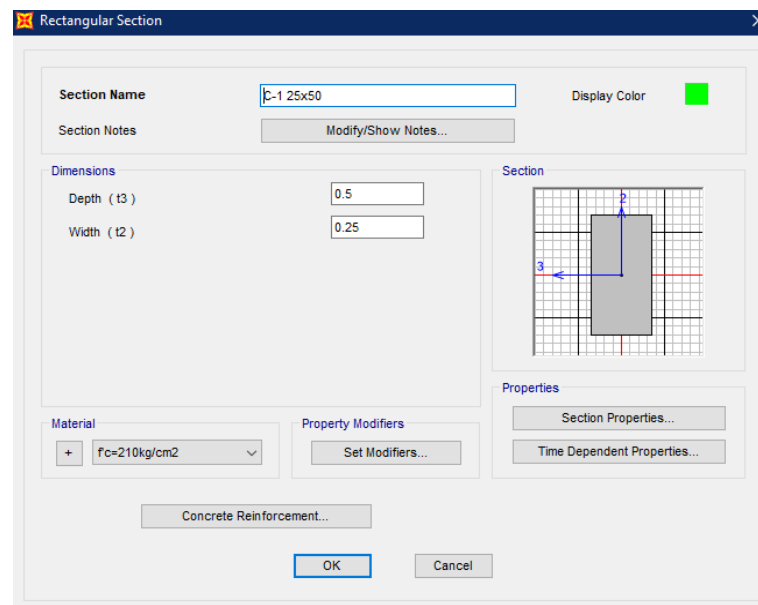 Rectangular Section
Section Name
C-1 25x50
Display Color
Section Notes
Modify/Show Notes...
Dimensions
Depth ( t3 )
0.5
Width ( t2 )
0.25
Section
2
3
Properties
Section Properties...
Time Dependent Properties...
Material
+
f'c=210kg/cm2
Property Modifiers
Set Modifiers...
Concrete Reinforcement...
OK
Cancel